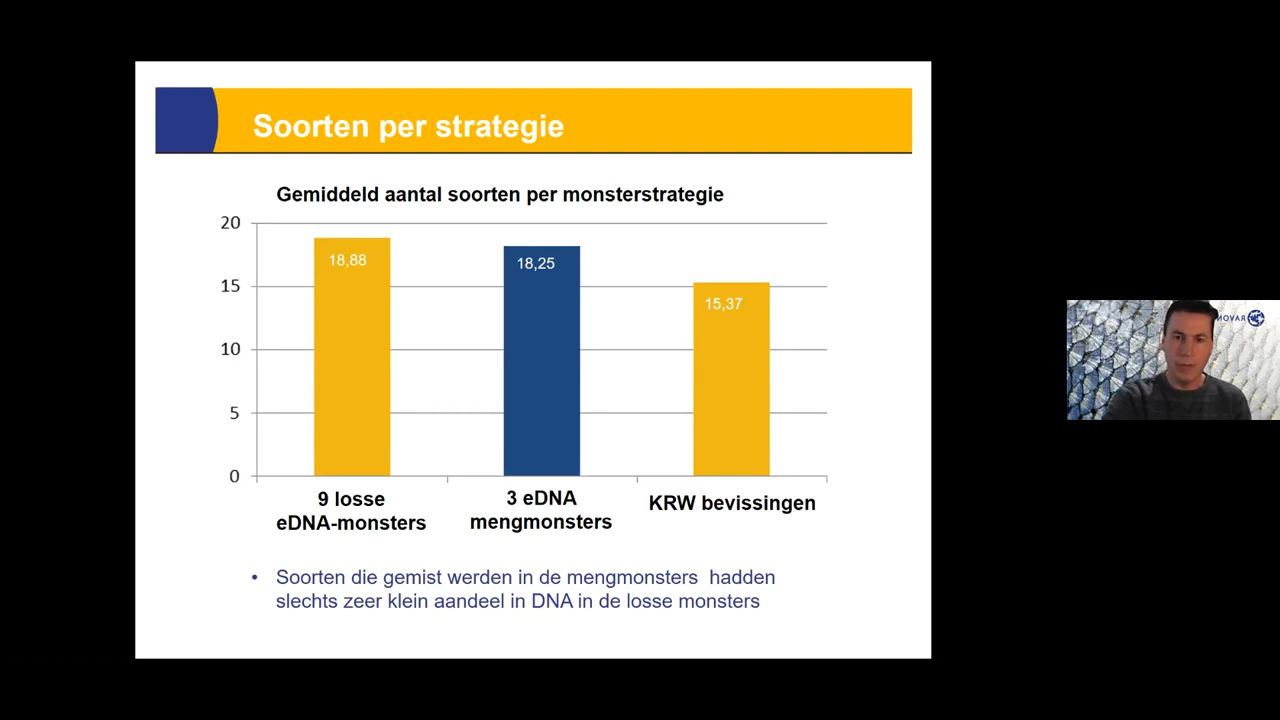 Soorten per strategie
Gemiddeld aantal soorten per monsterstrategie
20
15
10
5
0
18,88
18,25
15,37
9 losse
eDNA-monsters
3 eDNA
mengmonsters
KRW bevissingen
• Soorten die gemist werden in de mengmonsters hadden
slechts zeer klein aandeel in DNA in de losse monsters
RAVON